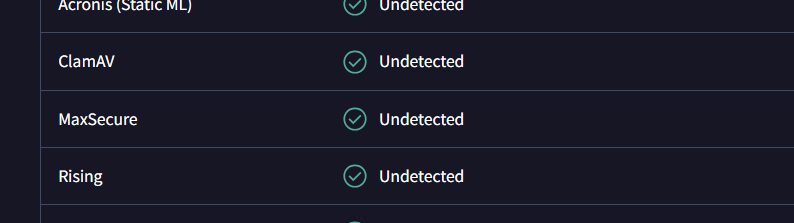 Acronis (Static ML) Undetected
ClamAV Undetected
MaxSecure Undetected
Rising Undetected